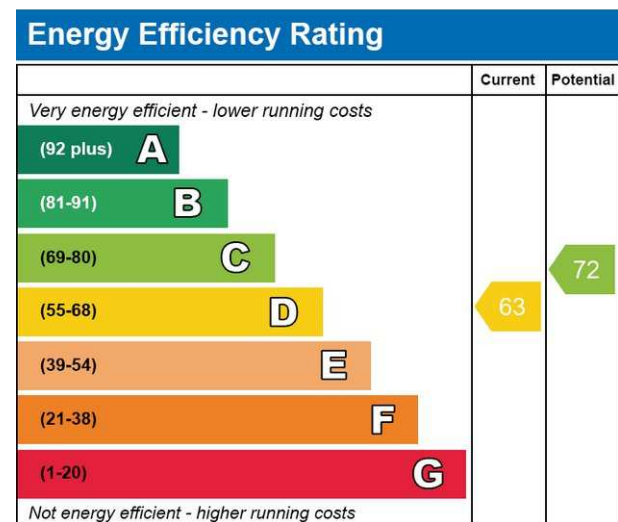 Energy Efficiency Rating
Current Potential
Very energy efficient - lower running costs
(92 plus) A
(81-91) B
(69-80) C
72
(55-68) D
63
(39-54) E
(21-38) F
(1-20) G
Not energy efficient - higher running costs